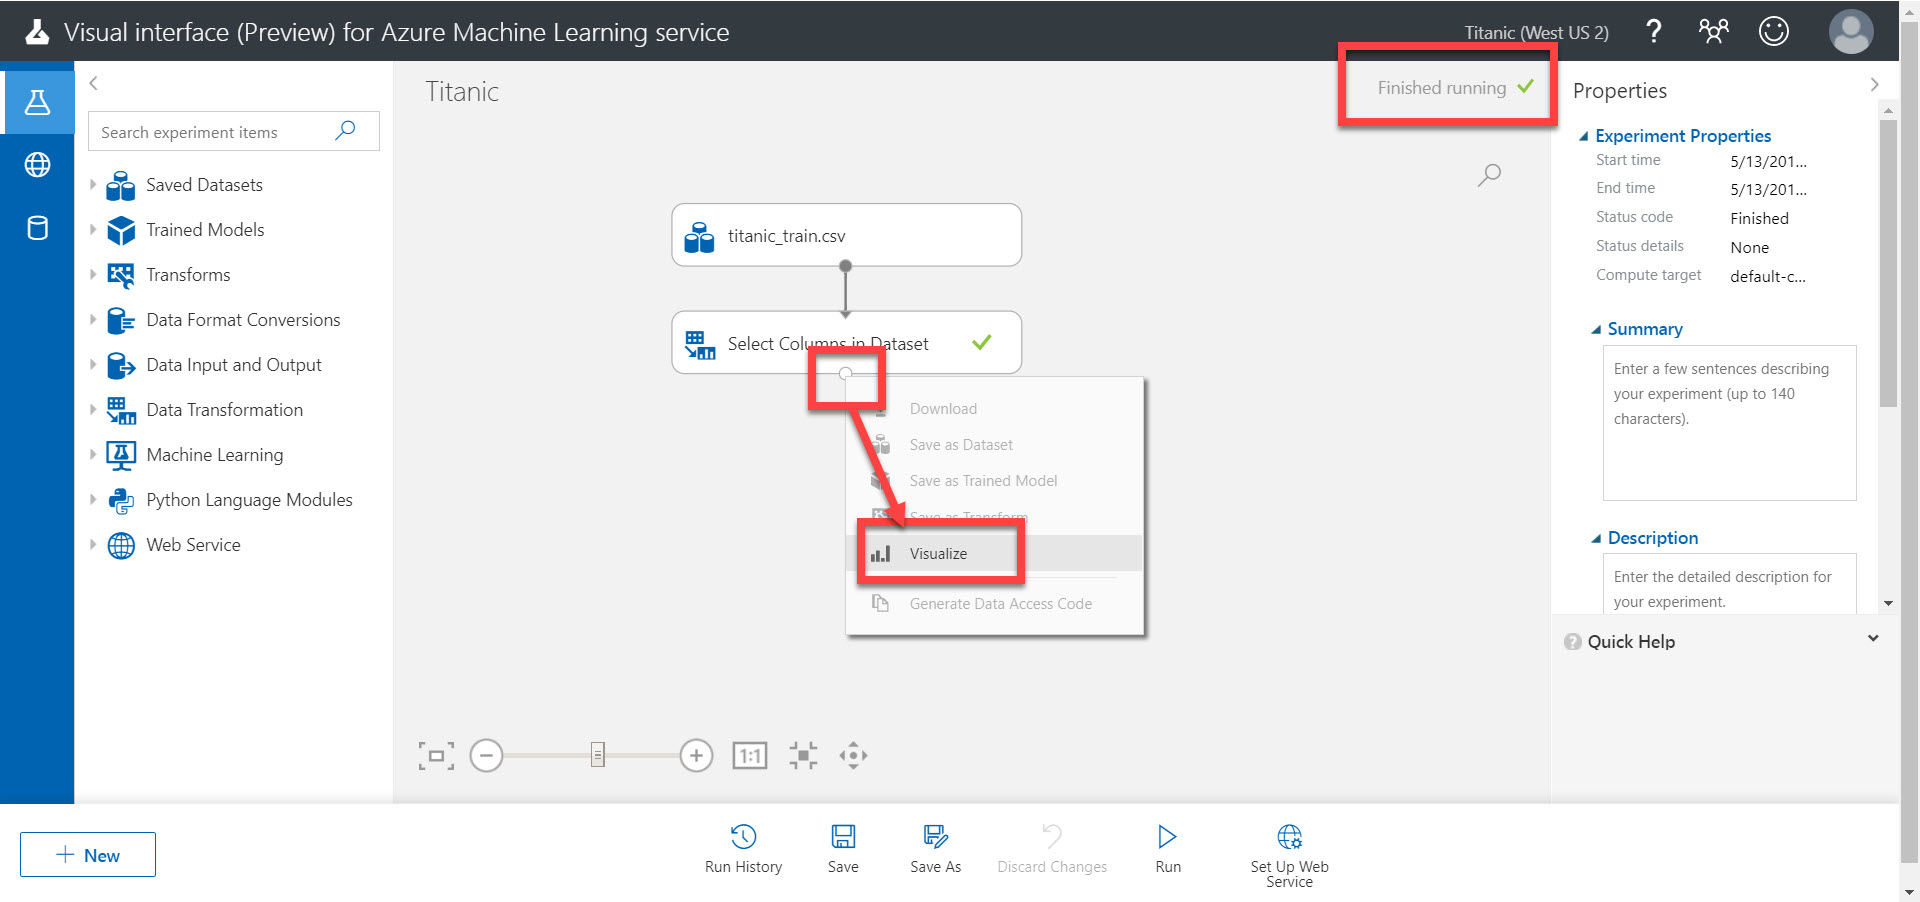 Visual interface (Preview) for Azure Machine Learning service
Titanic (West US 2)
?
Titanic
Finished running
Search experiment items
Saved Datasets
Trained Models
Transforms
Data Format Conversions
Data Input and Output
Data Transformation
Machine Learning
Python Language Modules
Web Service
titanic_train.csv
Select Columns in Dataset
Download
Save as Dataset
Save as Trained Model
Save as Transform
Visualize
Generate Data Access Code
1:1
Properties
Experiment Properties
Start time 5/13/201...
End time 5/13/201...
Status code Finished
Status details None
Compute target default-c...
Summary
Enter a few sentences describing
your experiment (up to 140
characters).
Description
Enter the detailed description for
your experiment.
? Quick Help
New
Run History
Save
Save As
Discard Changes
Run
Set Up Web
Service